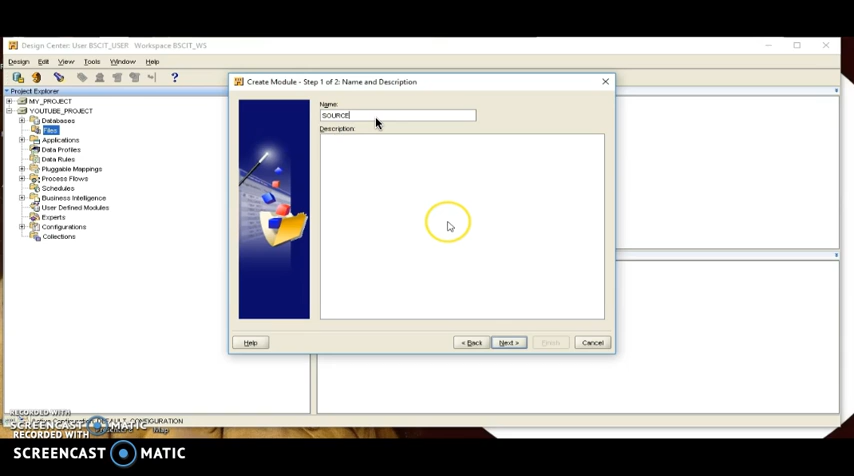 Design Center: User BSCIT_USER Workspace BSCIT_WS
Design Edit View Tools Window Help
Project Explorer
MY_PROJECT
YOUTUBE_PROJECT
Databases
Files
Applications
Data Profiles
Data Rules
Pluggable Mappings
Process Flows
Schedules
Business Intelligence
User Defined Modules
Experts
Configurations
Collections
Create Module - Step 1 of 2: Name and Description
Name:
SOURCE
Description:
Help
< Back Next > Finish Cancel
RECORDED WITH
SCREENCAST MATIC
RECORDED WITH
SCREENCAST MATIC